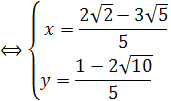 ⇔ { x = (2√2 − 3√5)/5
y = (1 − 2√10)/5